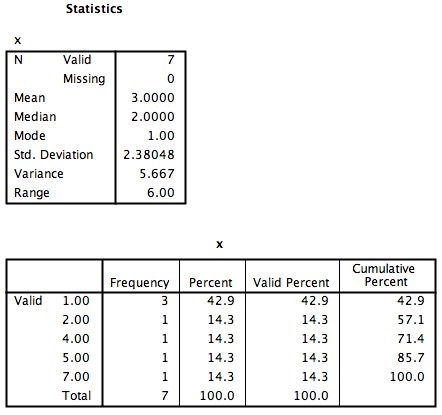 Statistics
x
N Valid 7
Missing 0
Mean 3.0000
Median 2.0000
Mode 1.00
Std. Deviation 2.38048
Variance 5.667
Range 6.00
x
Frequency Percent Valid Percent Cumulative Percent
Valid 1.00 3 42.9 42.9 42.9
2.00 1 14.3 14.3 57.1
4.00 1 14.3 14.3 71.4
5.00 1 14.3 14.3 85.7
7.00 1 14.3 14.3 100.0
Total 7 100.0 100.0